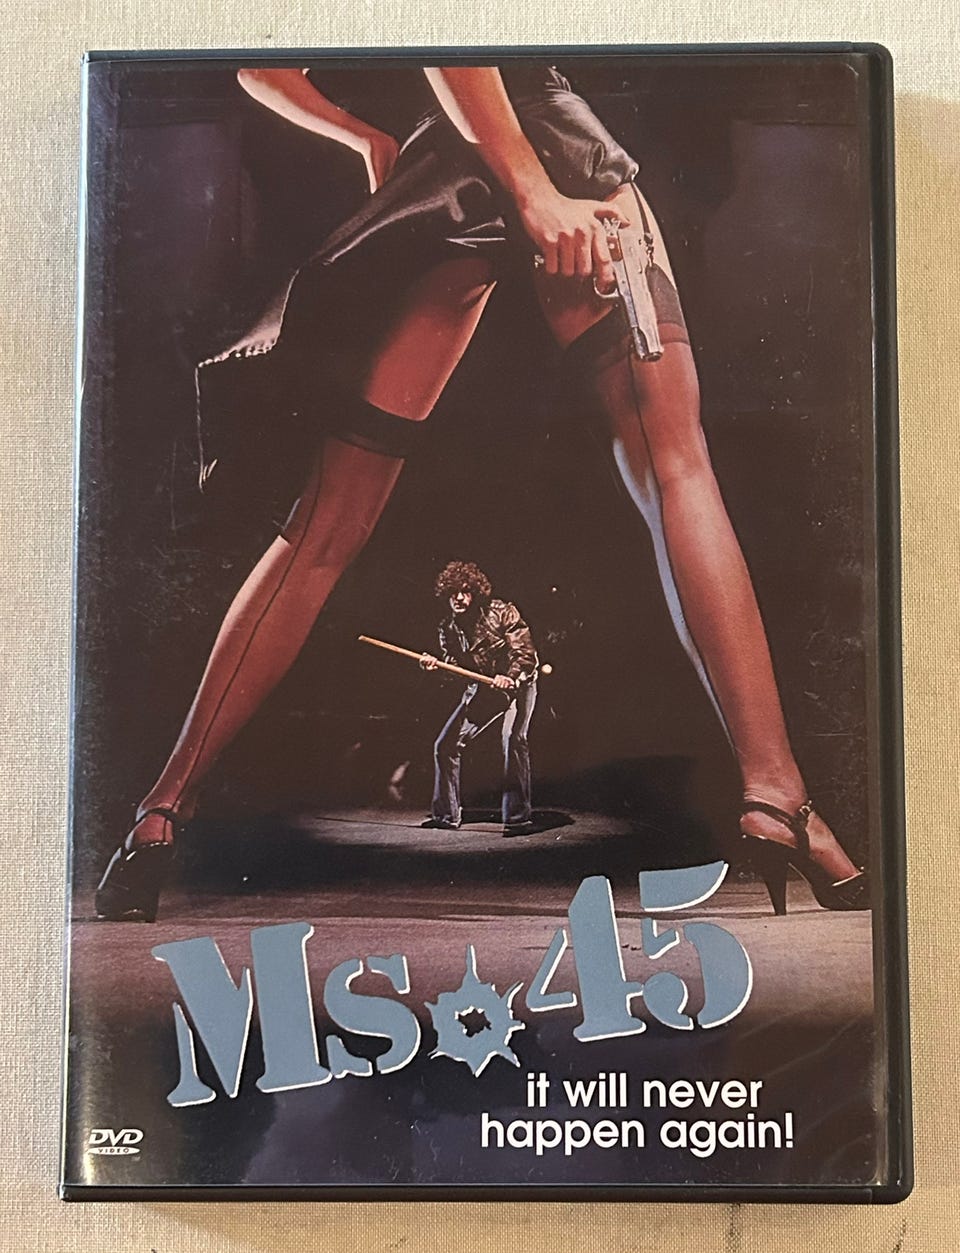 Ms.45
it will never
happen again!
DVD
VIDEO